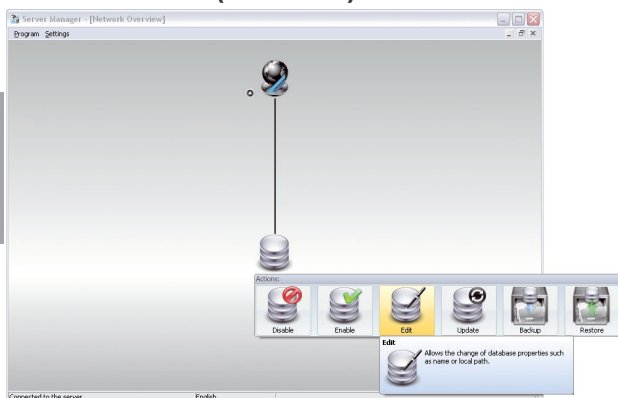 Server Manager - [Network Overview]
Program Settings
Actions:
Disable Enable Edit Update Backup Restore
Edit
Allows the change of database properties such
as name or local path.
Connected to the server English